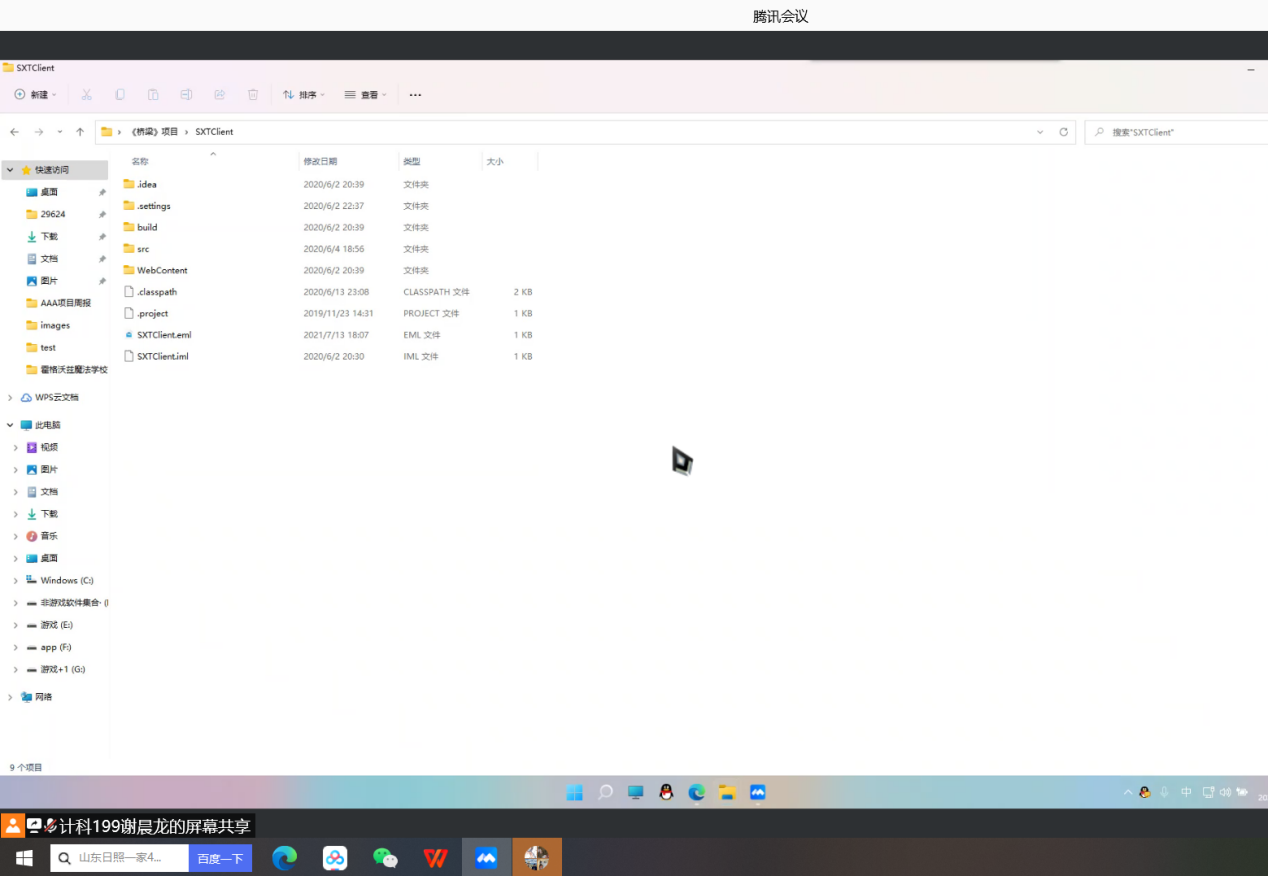 腾讯会议
SXTClient
新建
排序
查看
《桥梁》项目 › SXTClient
搜索"SXTClient"
名称 修改日期 类型 大小
.idea 2020/6/2 20:39 文件夹
.settings 2020/6/2 22:37 文件夹
build 2020/6/2 20:39 文件夹
src 2020/6/4 18:56 文件夹
WebContent 2020/6/2 20:39 文件夹
.classpath 2020/6/13 23:08 CLASSPATH 文件 2 KB
.project 2019/11/23 14:31 PROJECT 文件 1 KB
SXTClient.eml 2021/7/13 18:07 EML 文件 1 KB
SXTClient.iml 2020/6/2 20:30 IML 文件 1 KB
快速访问
桌面
29624
下载
文档
图片
AAA项目周报
images
test
霍格沃兹魔法学校
WPS云文档
此电脑
视频
图片
文档
下载
音乐
桌面
Windows (C:)
非游戏软件集合· (
游戏 (E:)
app (F:)
游戏+1 (G:)
网络
9 个项目
中
20
计科199谢晨龙的屏幕共享
山东日照一家4...
百度一下